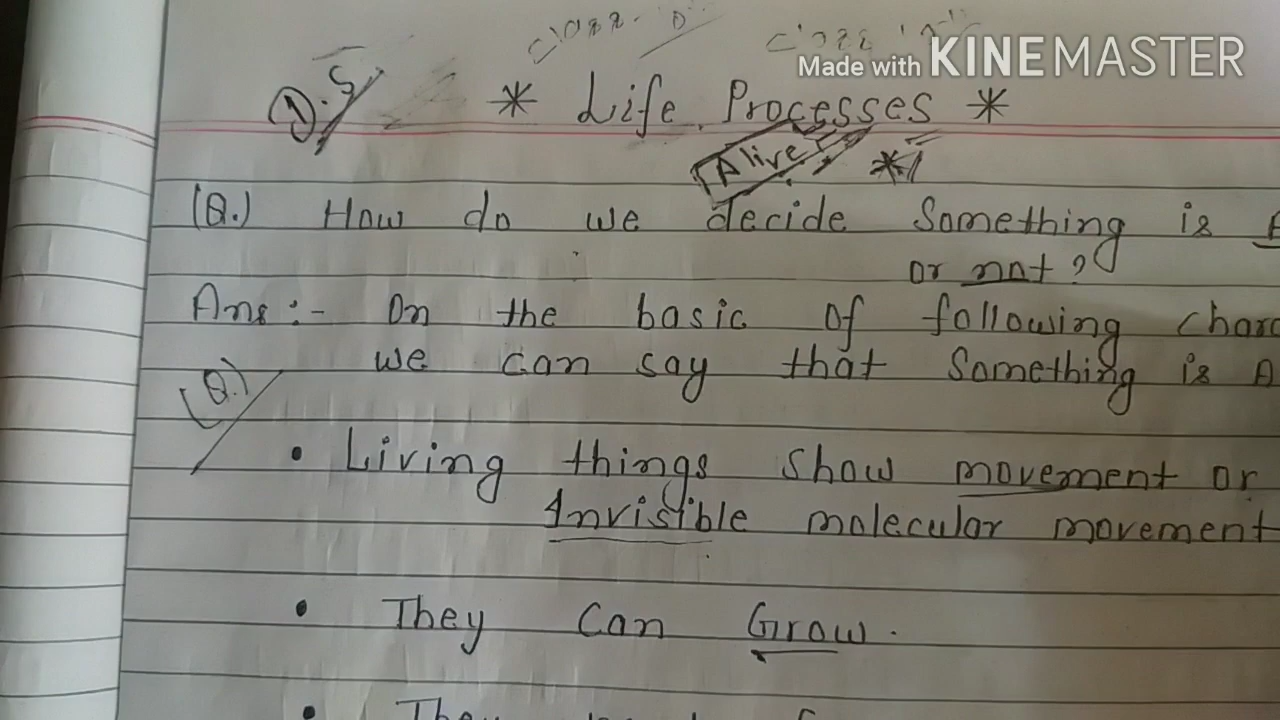 Made with KINEMASTER
* Life Processes *
Alive
(Q.) How do we decide something is
or not?
Ans:- On the basic of following
we can say that something is A
(Q.)
• Living things show movement or
Invisible molecular movement
• They can Grow.
• They